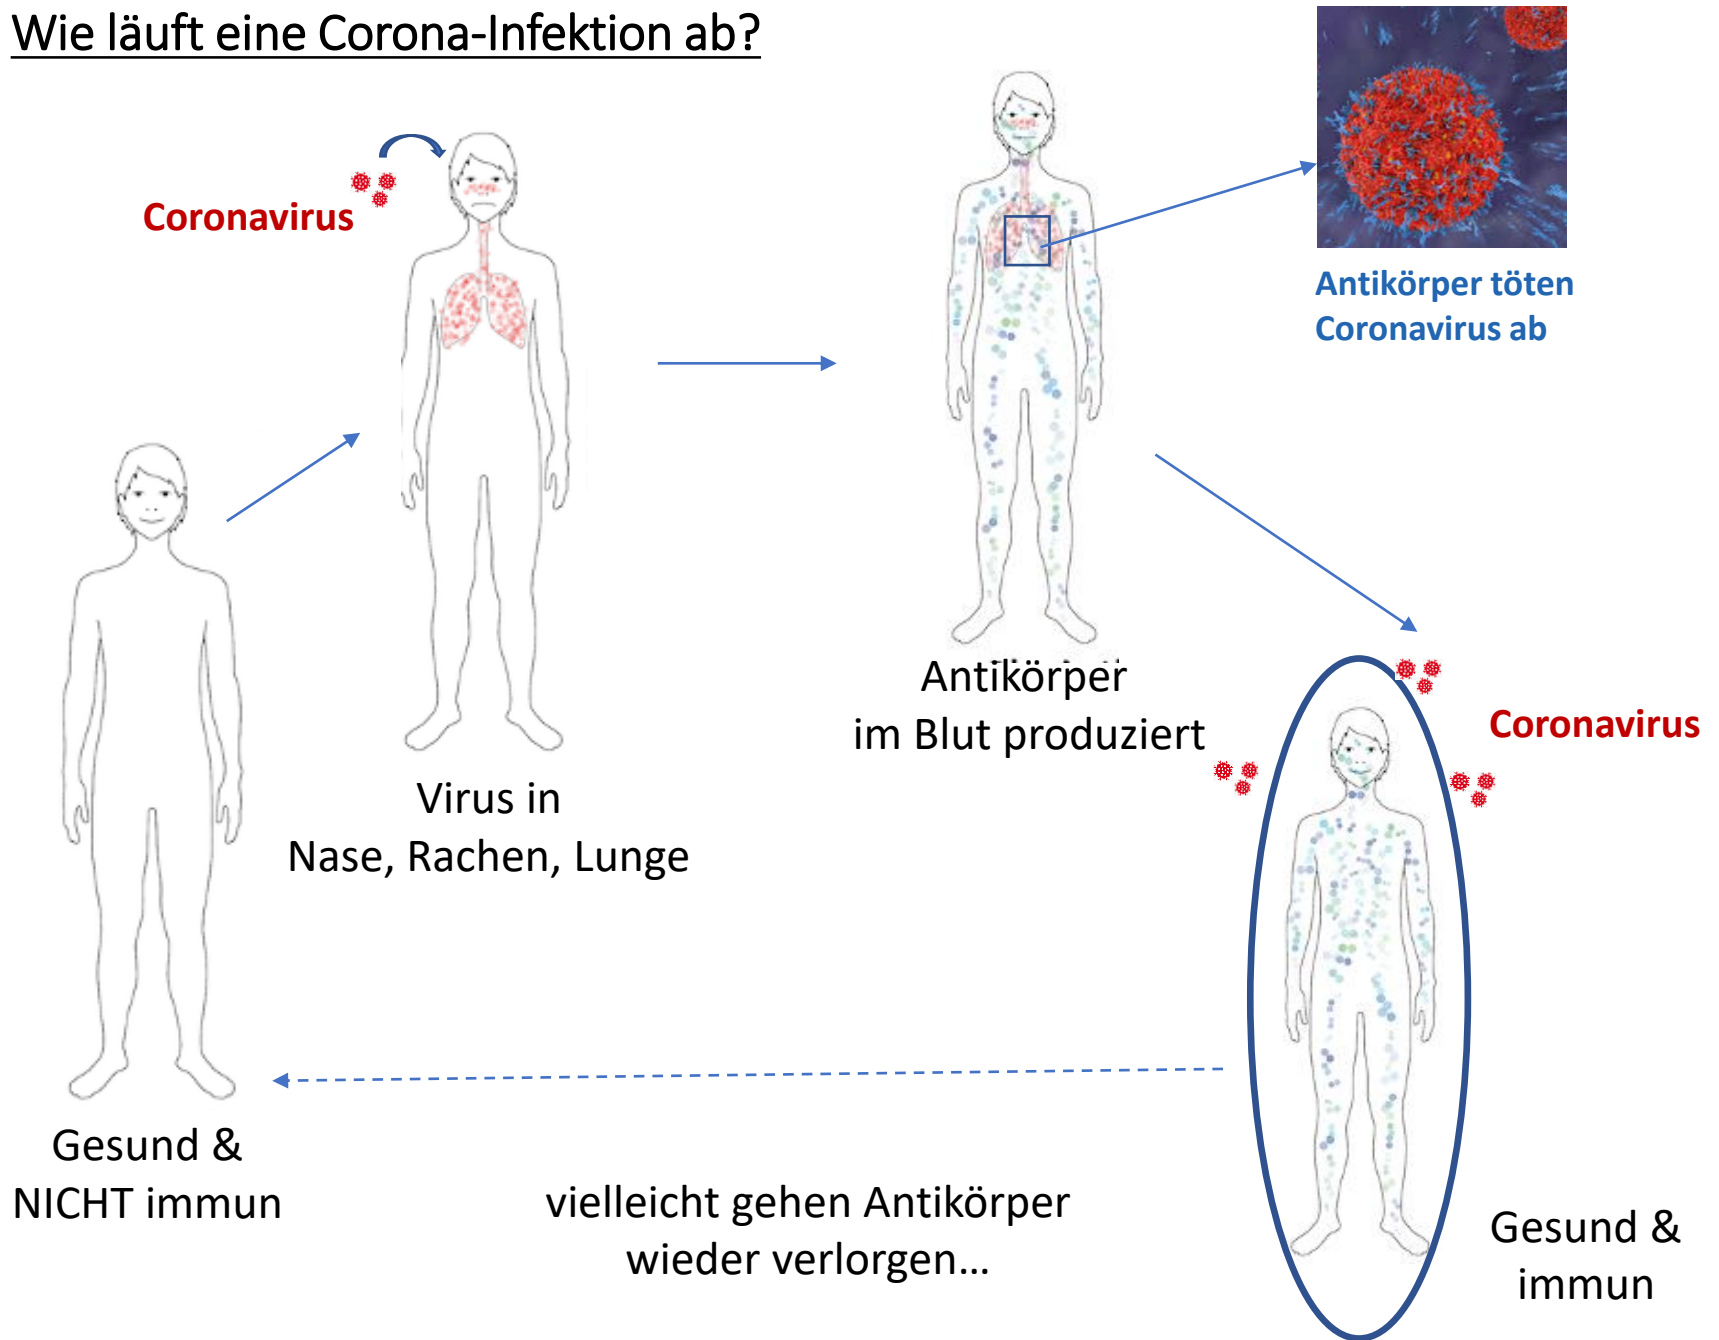 Wie läuft eine Corona-Infektion ab?
Coronavirus
Antikörper töten
Coronavirus ab
Antikörper
im Blut produziert
Coronavirus
Virus in
Nase, Rachen, Lunge
Gesund &
NICHT immun
vielleicht gehen Antikörper
wieder verlorgen...
Gesund &
immun